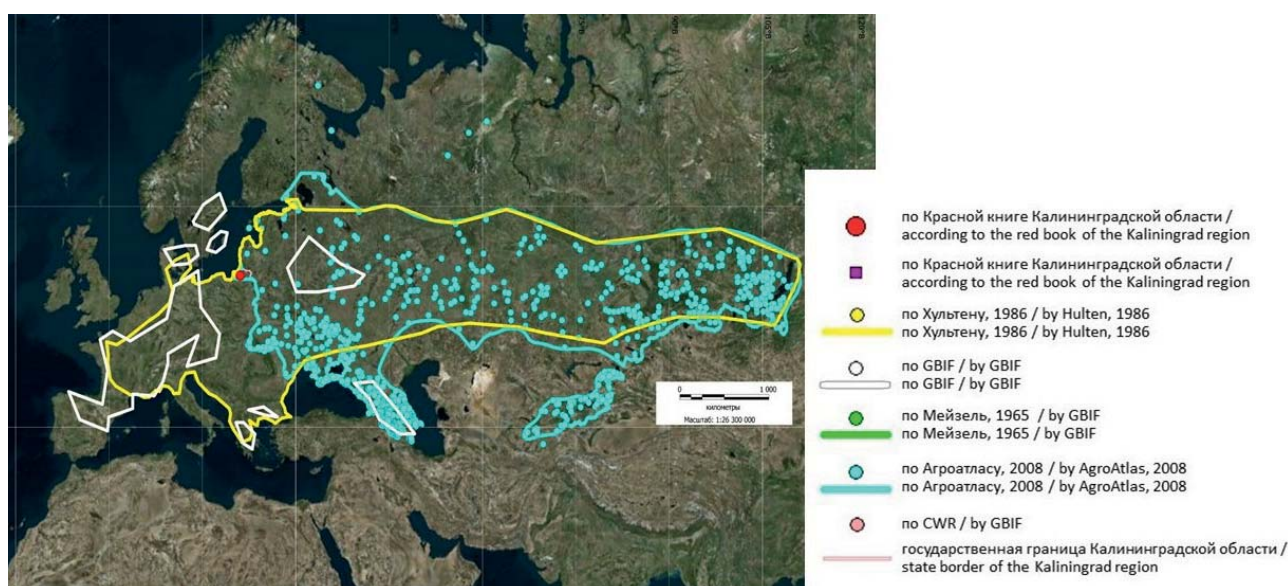 75°В
90°В
105°В
120°В
0 1 000
километры
Масштаб: 1:26 300 000
по Красной книге Калининградской области /
according to the red book of the Kaliningrad region
по Красной книге Калининградской области /
according to the red book of the Kaliningrad region
по Хультену, 1986 / by Hulten, 1986
по Хультену, 1986 / by Hulten, 1986
по GBIF / by GBIF
по GBIF / by GBIF
по Мейзель, 1965 / by GBIF
по Мейзель, 1965 / by GBIF
по Агроатласу, 2008 / by AgroAtlas, 2008
по Агроатласу, 2008 / by AgroAtlas, 2008
по CWR / by GBIF
государственная граница Калининградской области /
state border of the Kaliningrad region